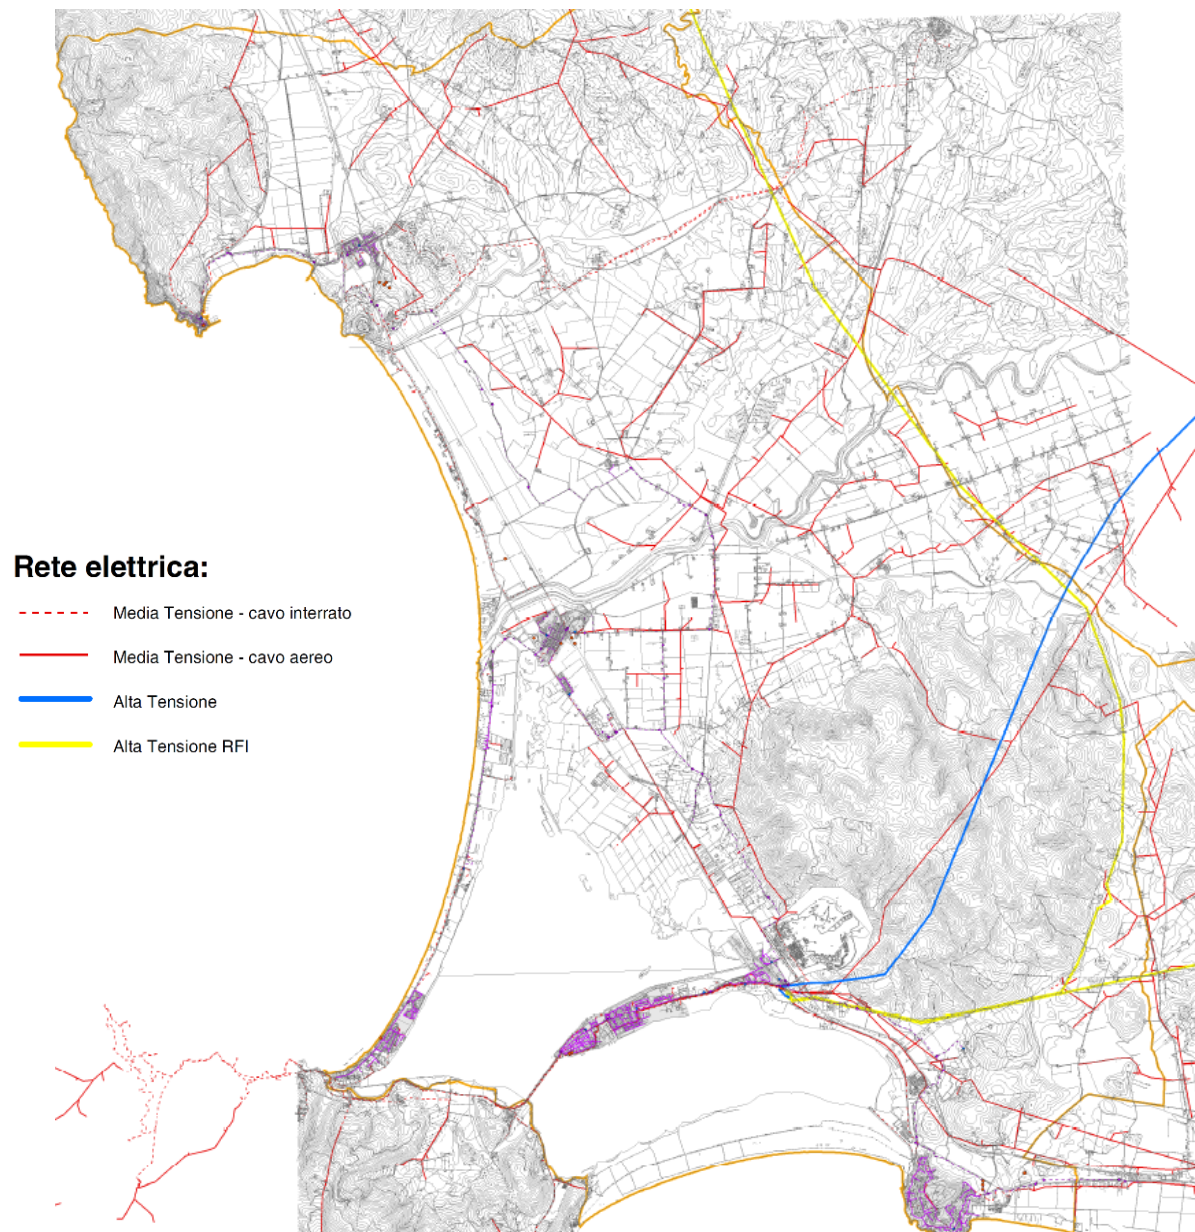 Rete elettrica:
Media Tensione - cavo interrato
Media Tensione - cavo aereo
Alta Tensione
Alta Tensione RFI